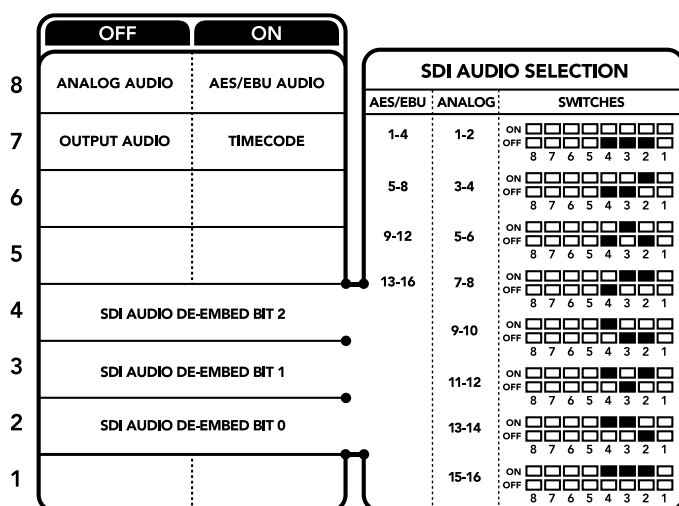 OFF ON
8 ANALOG AUDIO AES/EBU AUDIO
7 OUTPUT AUDIO TIMECODE
6
5
4 SDI AUDIO DE-EMBED BIT 2
3 SDI AUDIO DE-EMBED BIT 1
2 SDI AUDIO DE-EMBED BIT 0
1
SDI AUDIO SELECTION
AES/EBU ANALOG SWITCHES
1-4 1-2
ON
OFF
8 7 6 5 4 3 2 1
5-8 3-4
ON
OFF
8 7 6 5 4 3 2 1
9-12 5-6
ON
OFF
8 7 6 5 4 3 2 1
13-16 7-8
ON
OFF
8 7 6 5 4 3 2 1
9-10
ON
OFF
8 7 6 5 4 3 2 1
11-12
ON
OFF
8 7 6 5 4 3 2 1
13-14
ON
OFF
8 7 6 5 4 3 2 1
15-16
ON
OFF
8 7 6 5 4 3 2 1